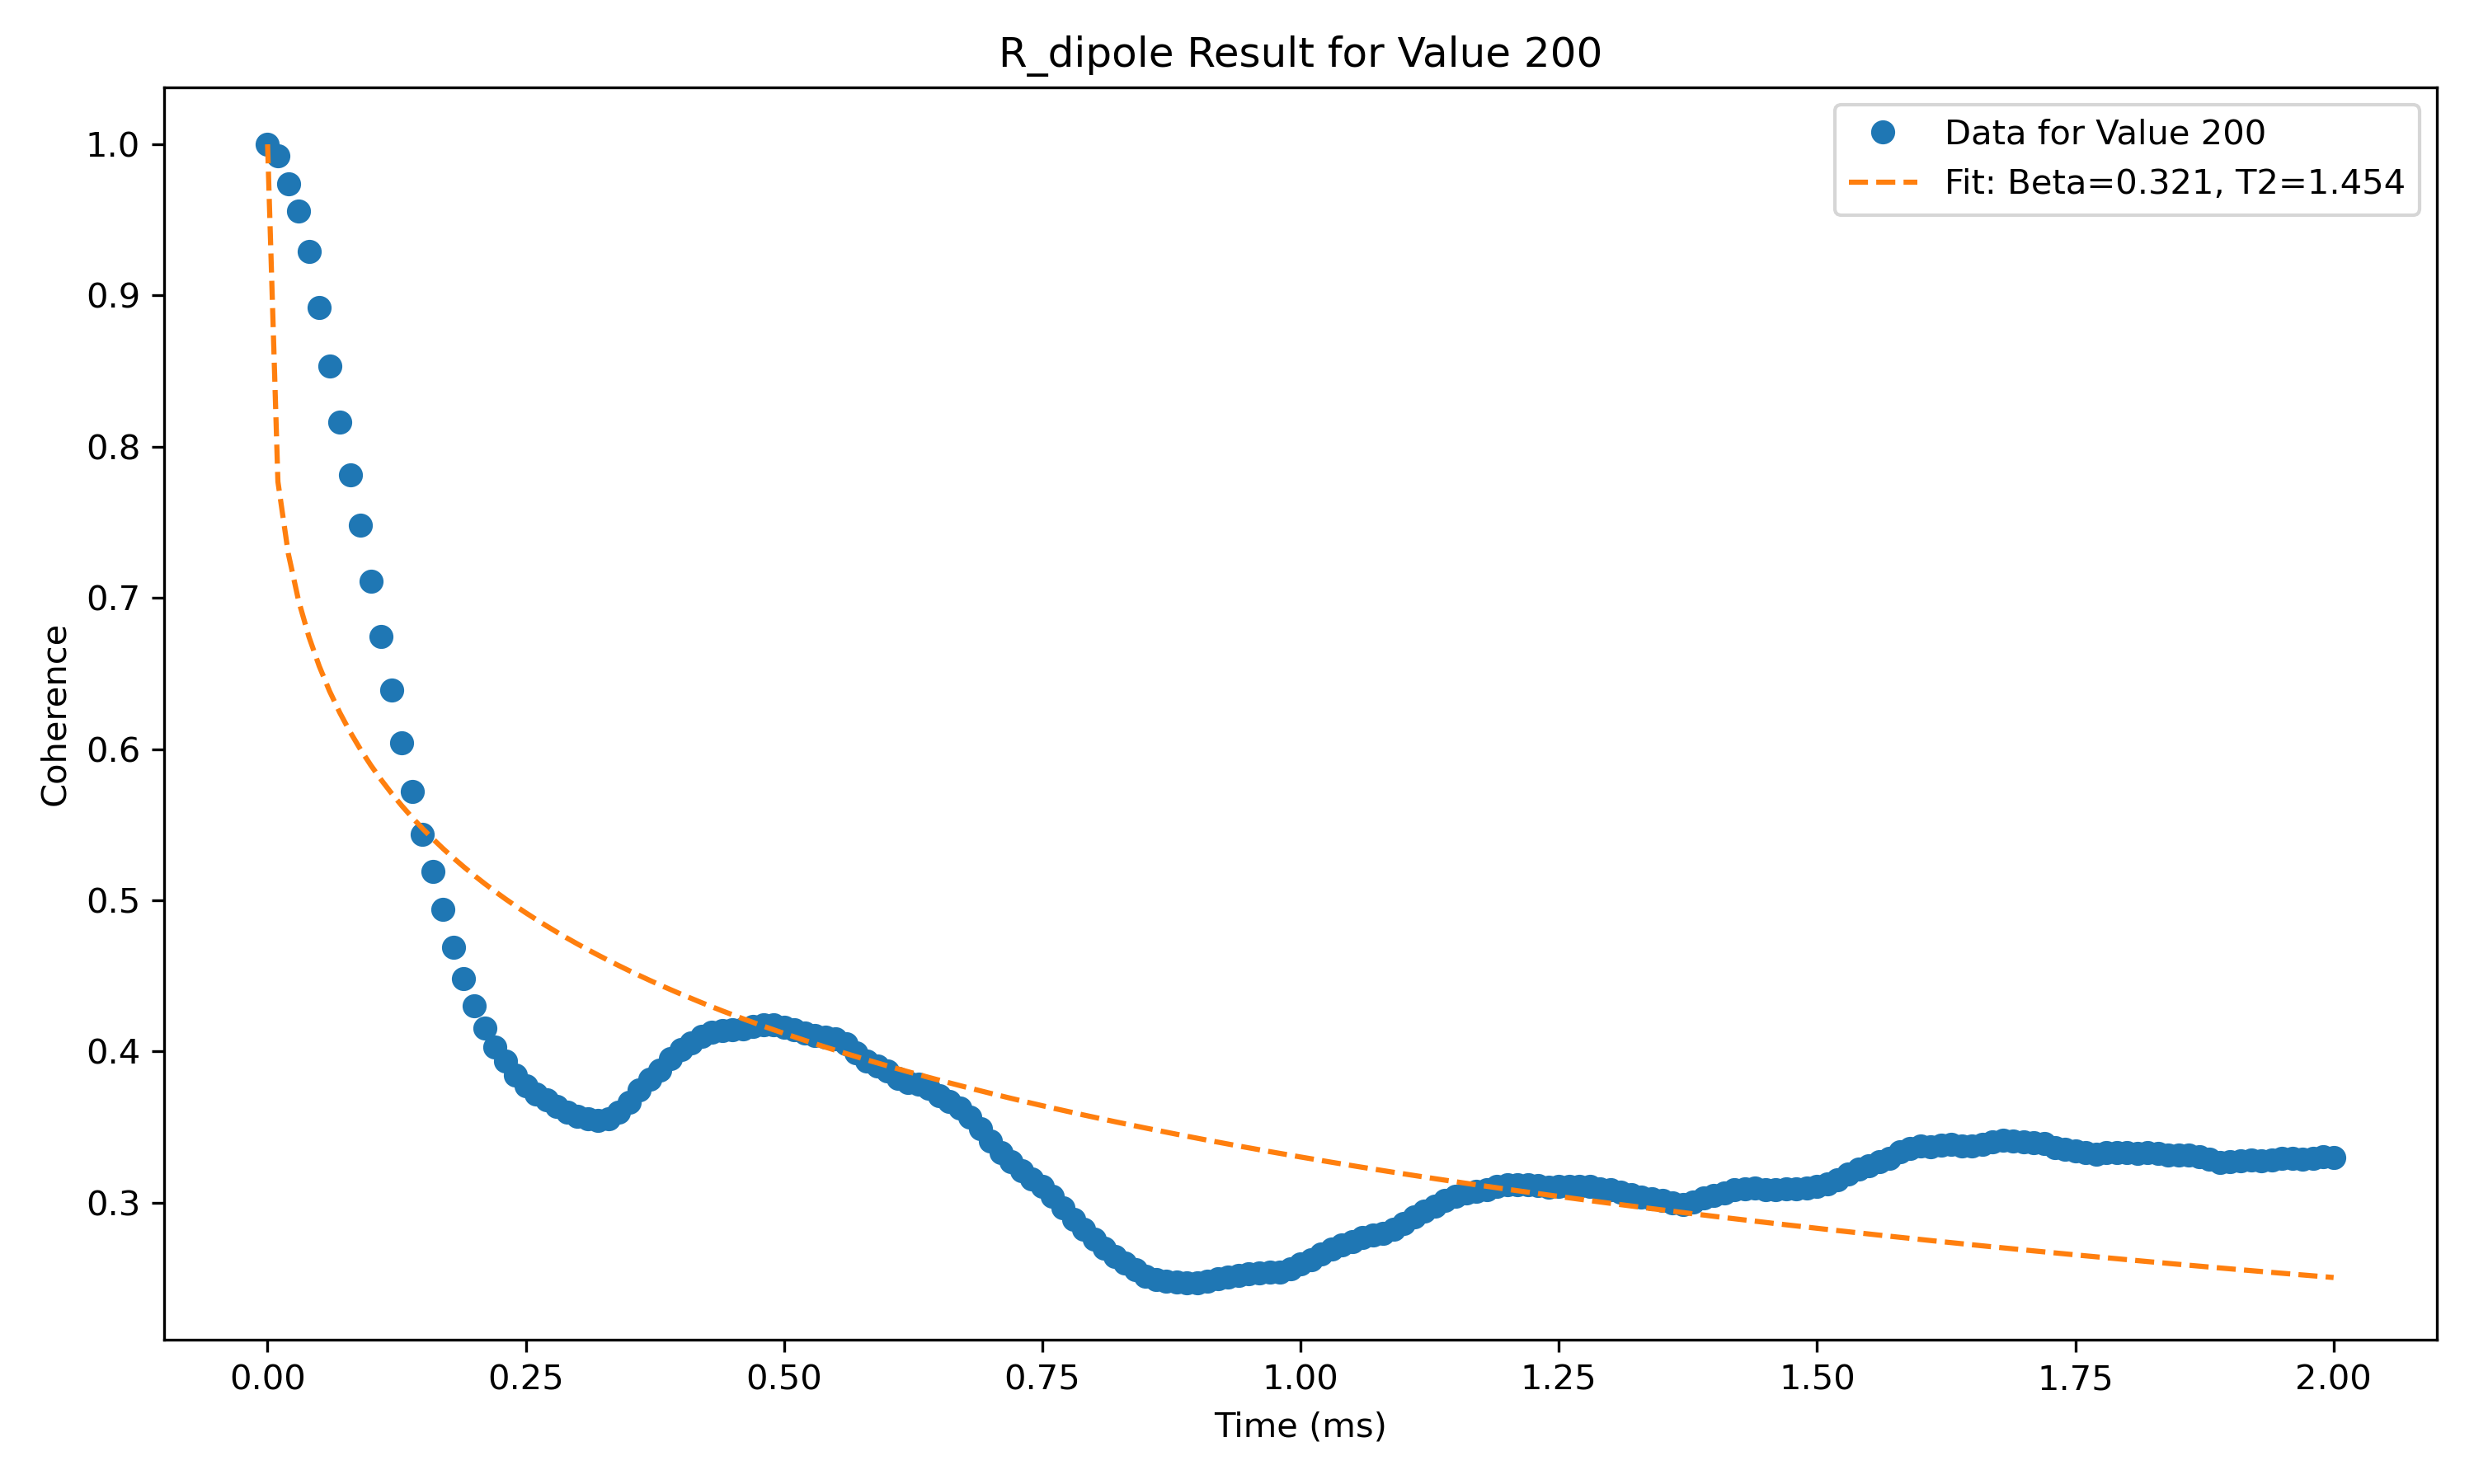 R_dipole Result for Value 200
Data for Value 200
Fit: Beta=0.321, T2=1.454
Coherence
1.0
0.9
0.8
0.7
0.6
0.5
0.4
0.3
0.00 0.25 0.50 0.75 1.00 1.25 1.50 1.75 2.00
Time (ms)